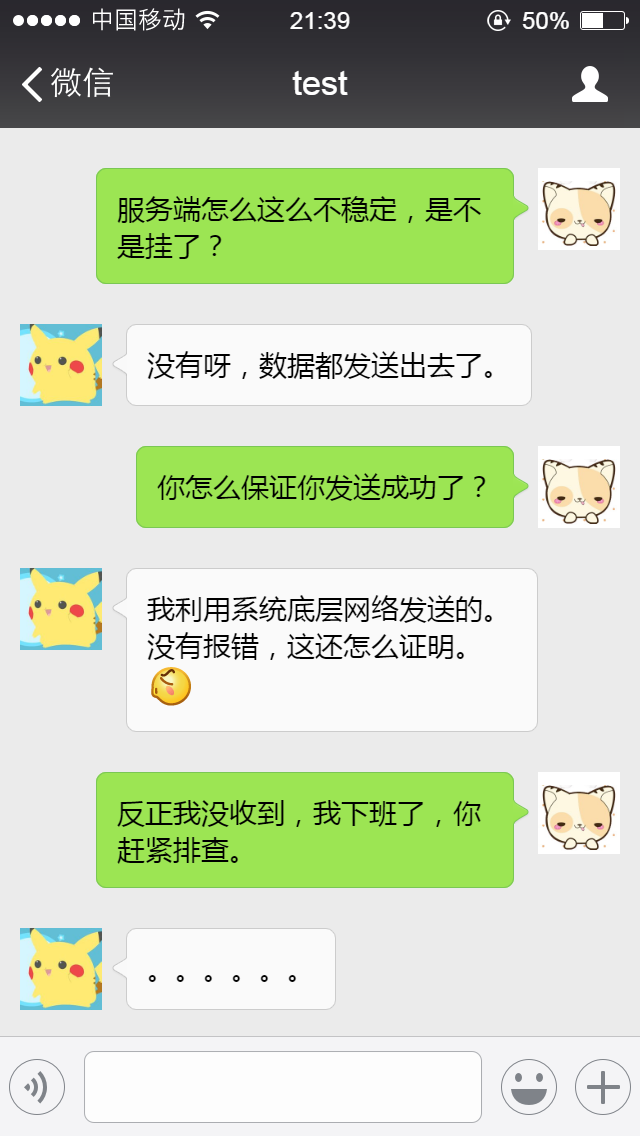 中国移动 21:39 50%
微信 test
服务端怎么这么不稳定，是不
是挂了？
没有呀，数据都发送出去了。
你怎么保证你发送成功了？
我利用系统底层网络发送的。
没有报错，这还怎么证明。
反正我没收到，我下班了，你
赶紧排查。
。。。。。。